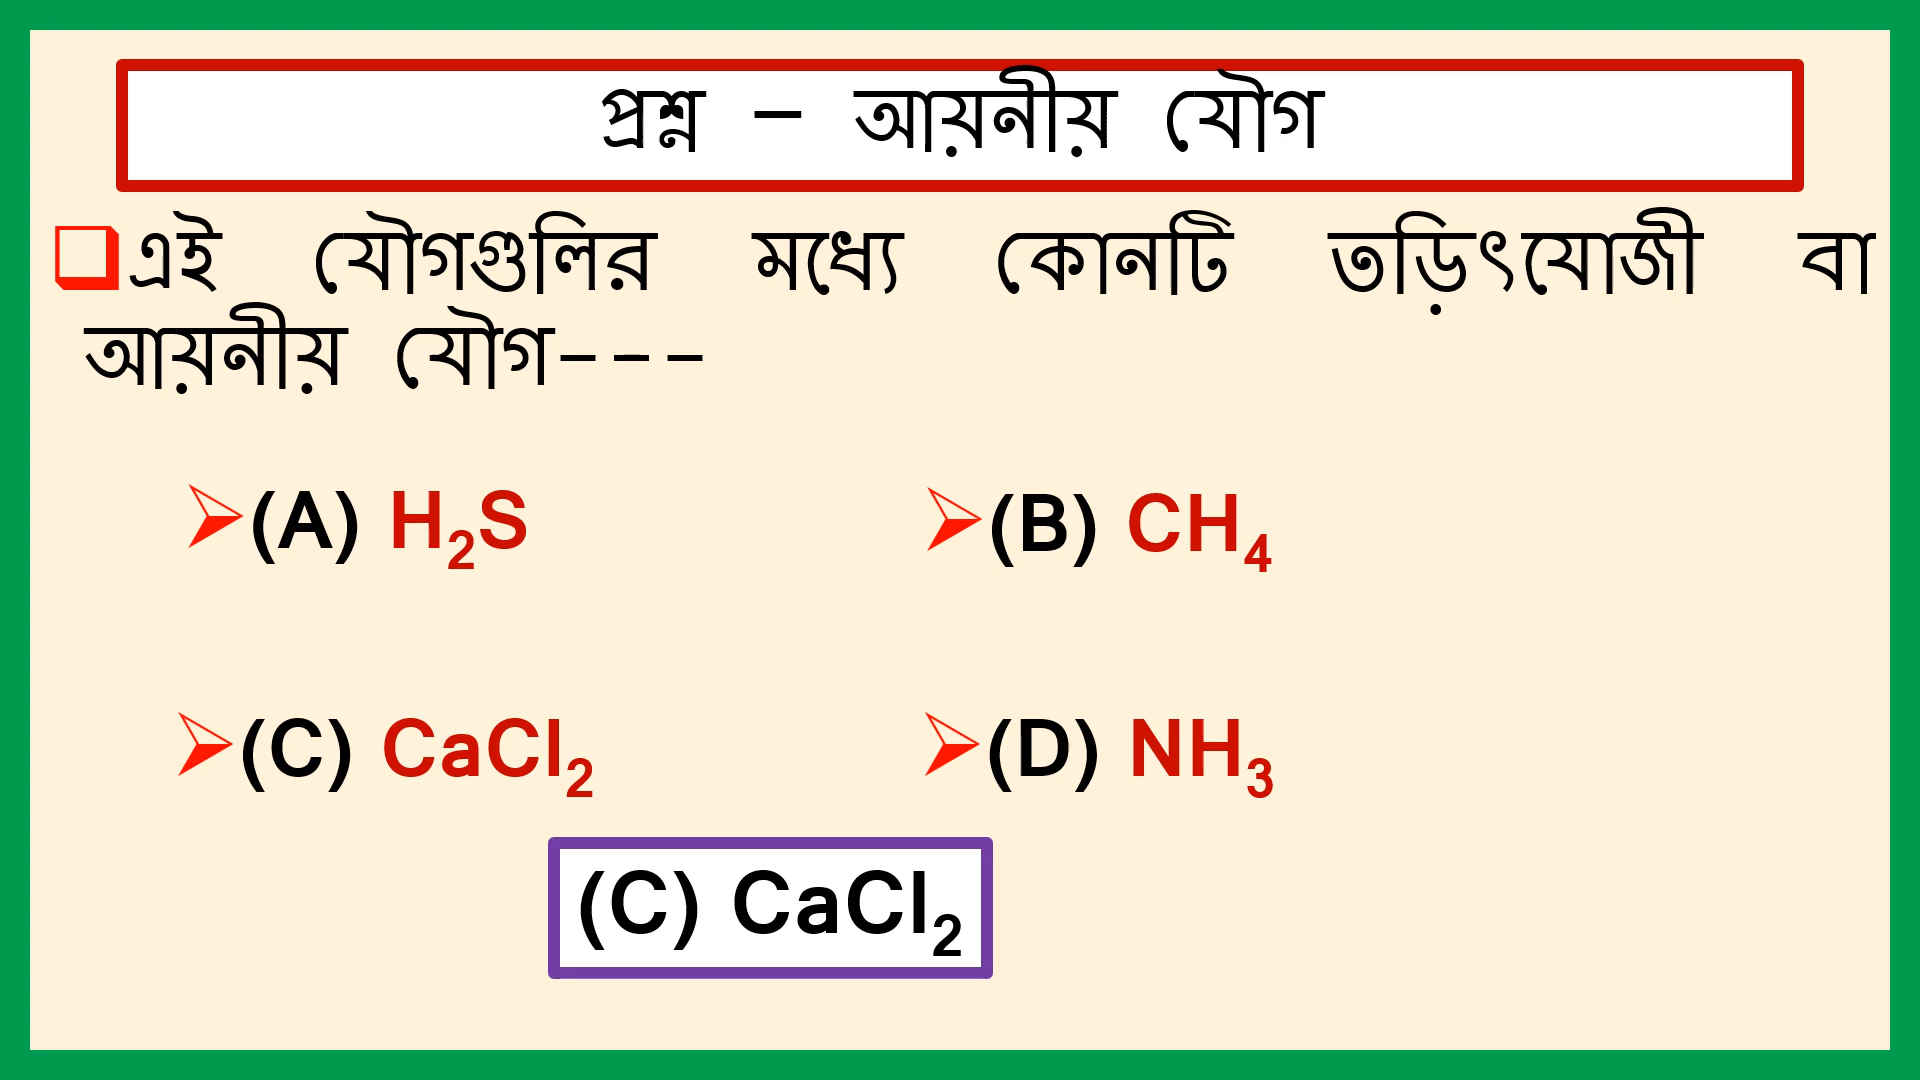 প্রশ্ন – আয়নীয় যৌগ
এই যৌগগুলির মধ্যে কোনটি তড়িৎযোজী বা
আয়নীয় যৌগ---
(A) H₂S (B) CH₄
(C) CaCl₂ (D) NH₃
(C) CaCl₂